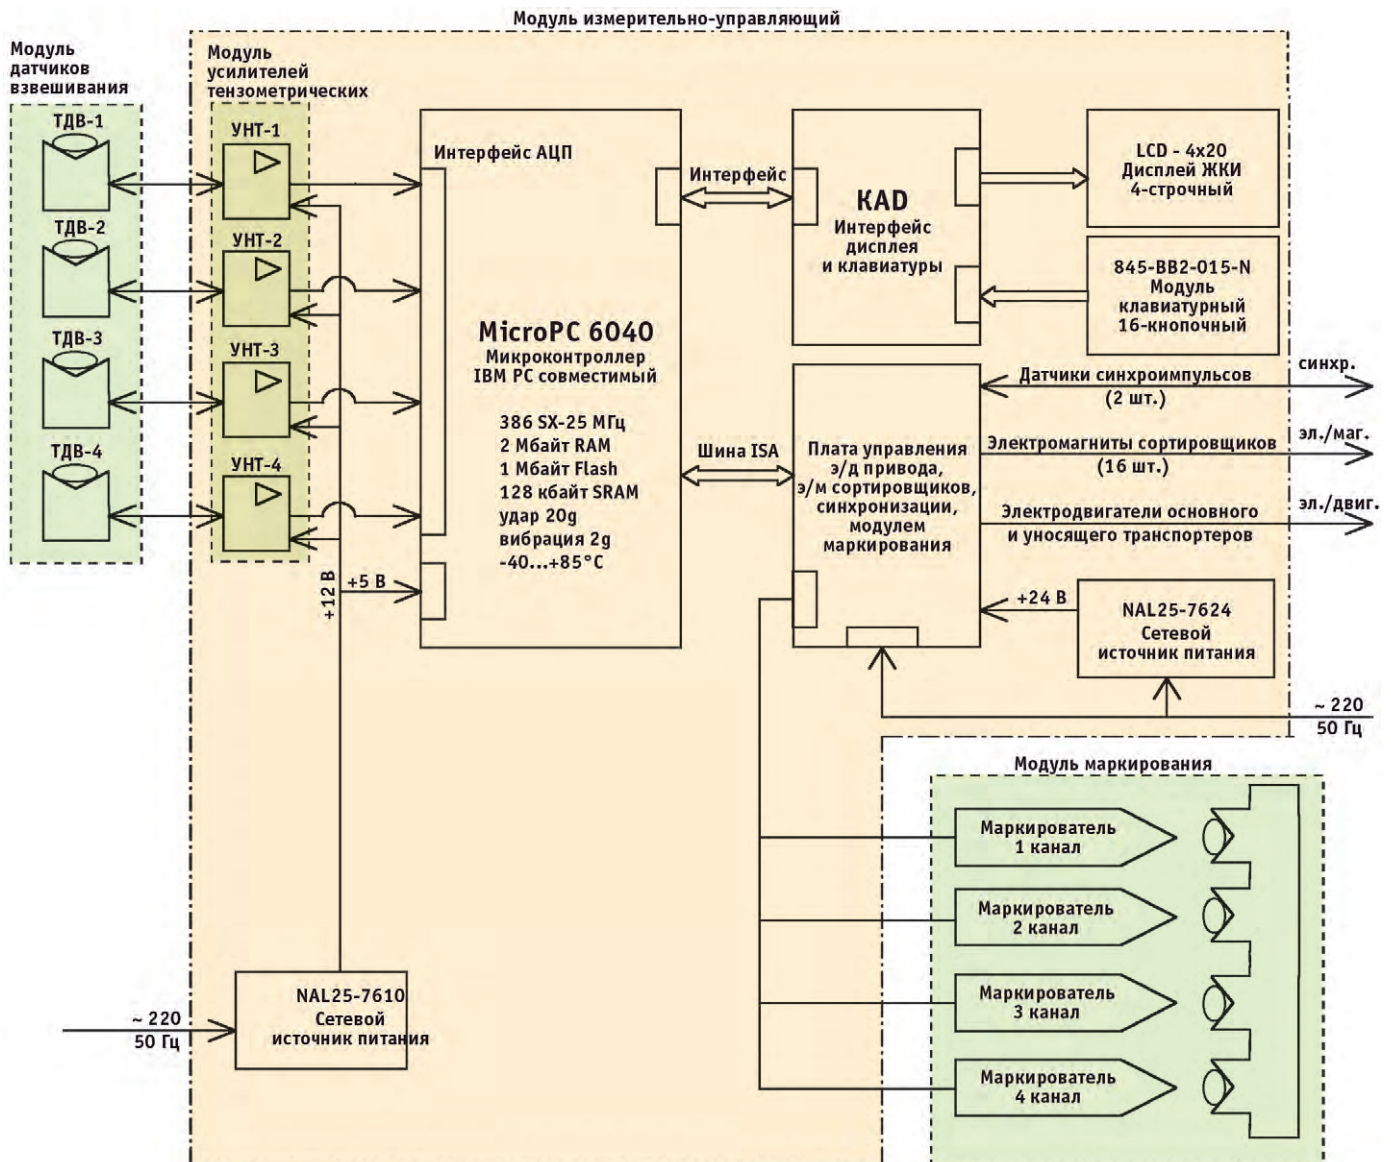 Модуль измерительно-управляющий
Модуль
датчиков
взвешивания
ТДВ-1
ТДВ-2
ТДВ-3
ТДВ-4
Модуль
усилителей
тензометрических
УНТ-1
УНТ-2
УНТ-3
УНТ-4
Интерфейс АЦП
MicroPC 6040
Микроконтроллер
IBM PC совместимый
386 SX-25 МГц
2 Мбайт RAM
1 Мбайт Flash
128 кбайт SRAM
удар 20g
вибрация 2g
-40...+85°C
+12 В
+5 В
Интерфейс
Шина ISA
KAD
Интерфейс
дисплея
и клавиатуры
LCD - 4x20
Дисплей ЖКИ
4-строчный
845-BB2-015-N
Модуль
клавиатурный
16-кнопочный
Плата управления
э/д привода,
э/м сортировщиков,
синхронизации,
модулем
маркирования
синхр.
Датчики синхроимпульсов
(2 шт.)
эл./маг.
Электромагниты сортировщиков
(16 шт.)
эл./двиг.
Электродвигатели основного
и уносящего транспортеров
+24 В
NAL25-7624
Сетевой
источник питания
~ 220
50 Гц
Модуль маркирования
Маркирователь
1 канал
Маркирователь
2 канал
Маркирователь
3 канал
Маркирователь
4 канал
NAL25-7610
Сетевой
источник питания
~ 220
50 Гц